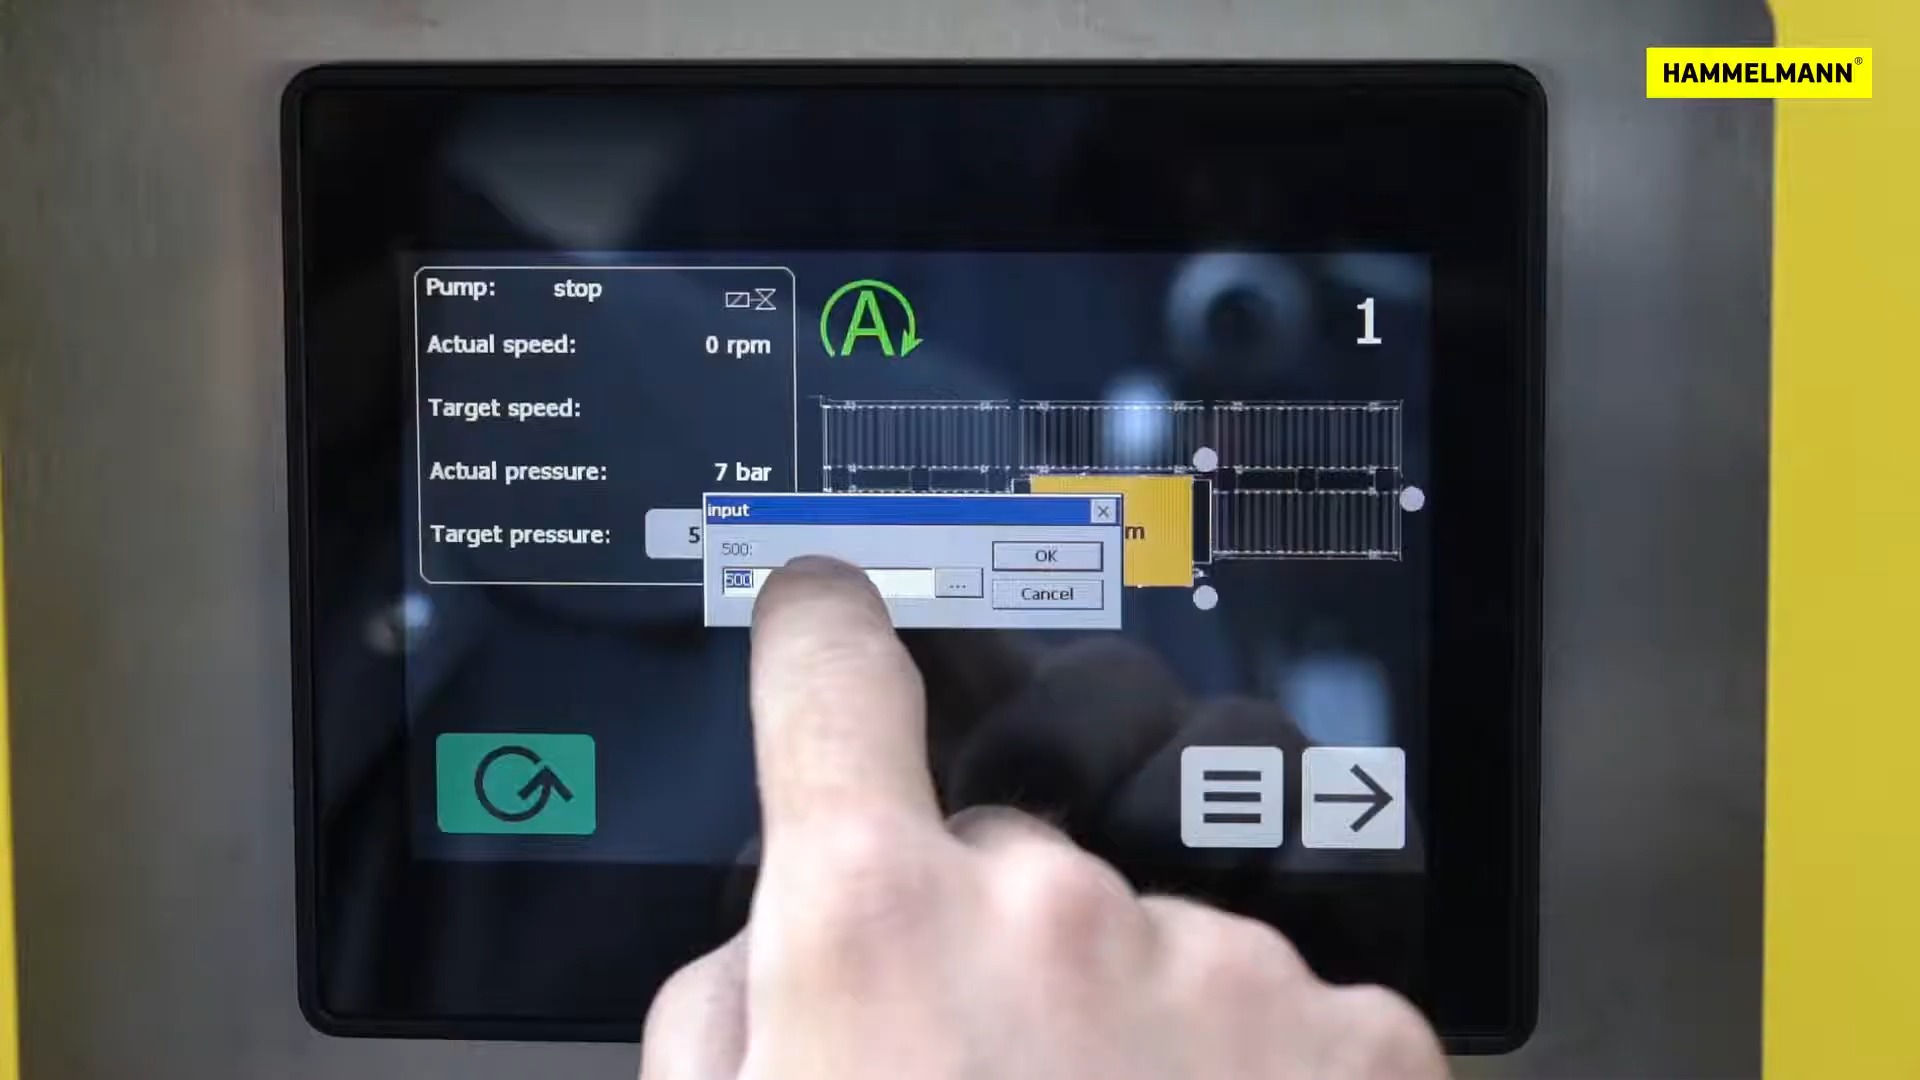 HAMMELMANN®
Pump: stop
A
1
Actual speed: 0 rpm
Target speed:
Actual pressure: 7 bar
Target pressure: 5
input
500:
500
...
OK
Cancel
m